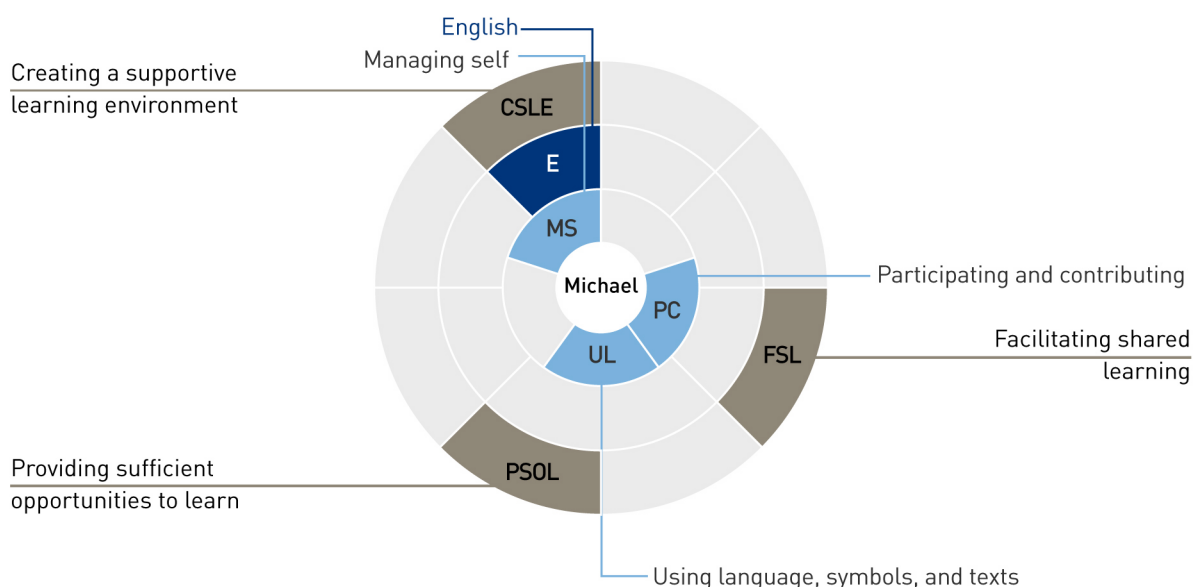 English
Managing self
Creating a supportive
learning environment
CSLE
E
MS
Michael
Participating and contributing
PC
Facilitating shared
learning
FSL
UL
Providing sufficient
opportunities to learn
PSOL
Using language, symbols, and texts